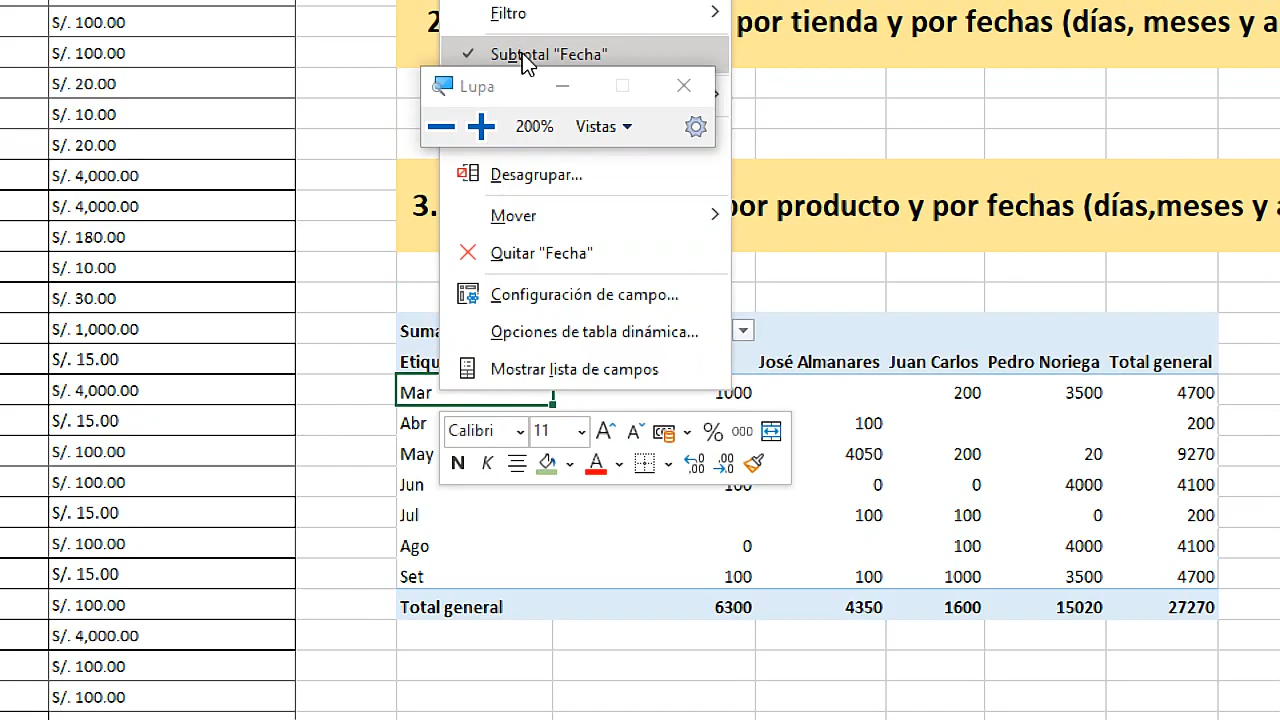 S/. 100.00
S/. 100.00
S/. 20.00
S/. 10.00
S/. 20.00
S/. 4,000.00
S/. 4,000.00
S/. 180.00
S/. 10.00
S/. 30.00
S/. 1,000.00
S/. 15.00
S/. 4,000.00
S/. 15.00
S/. 100.00
S/. 100.00
S/. 15.00
S/. 100.00
S/. 15.00
S/. 100.00
S/. 4,000.00
S/. 100.00
S/. 100.00
2
por tienda y por fechas (días, meses y a
Filtro
Subtotal "Fecha"
Lupa
200% Vistas
Desagrupar...
Mover
Quitar "Fecha"
Configuración de campo...
Opciones de tabla dinámica...
Mostrar lista de campos
3.
por producto y por fechas (días,meses y a
Suma
Etiqu José Almanares Juan Carlos Pedro Noriega Total general
Mar 1000 200 3500 4700
Abr 100 200
May 4050 200 20 9270
Jun 100 0 0 4000 4100
Jul 100 100 0 200
Ago 0 100 4000 4100
Set 100 100 1000 3500 4700
Total general 6300 4350 1600 15020 27270
Calibri 11 A A % 000
N K A ,00 ,0 ,00